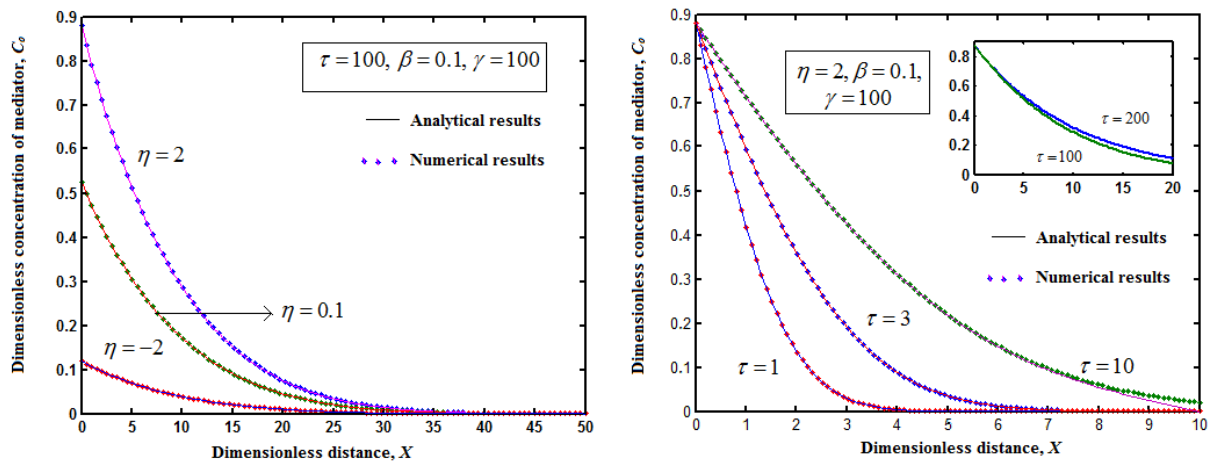 0.9
0.8
0.7
0.6
0.5
0.4
0.3
0.2
0.1
0
Dimensionless concentration of mediator, Co
τ = 100, β = 0.1, γ = 100
Analytical results
Numerical results
η = 2
η = 0.1
η = −2
0 5 10 15 20 25 30 35 40 45 50
Dimensionless distance, X
0.9
0.8
0.7
0.6
0.5
0.4
0.3
0.2
0.1
0
Dimensionless concentration of mediator, Co
η = 2, β = 0.1,
γ = 100
0.8
0.6
0.4
0.2
0
τ = 200
τ = 100
0 5 10 15 20
Analytical results
Numerical results
τ = 3
τ = 1
τ = 10
0 1 2 3 4 5 6 7 8 9 10
Dimensionless distance, X